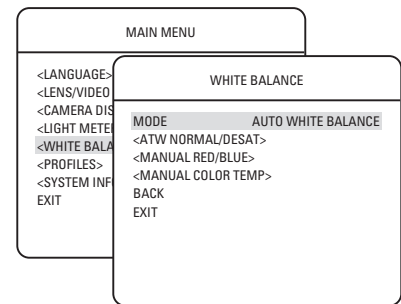 MAIN MENU
<LANGUAGE>
<LENS/VIDEO
<CAMERA DIS
<LIGHT METE
<WHITE BALA
<PROFILES>
<SYSTEM INF
EXIT
WHITE BALANCE
MODE AUTO WHITE BALANCE
<ATW NORMAL/DESAT>
<MANUAL RED/BLUE>
<MANUAL COLOR TEMP>
BACK
EXIT